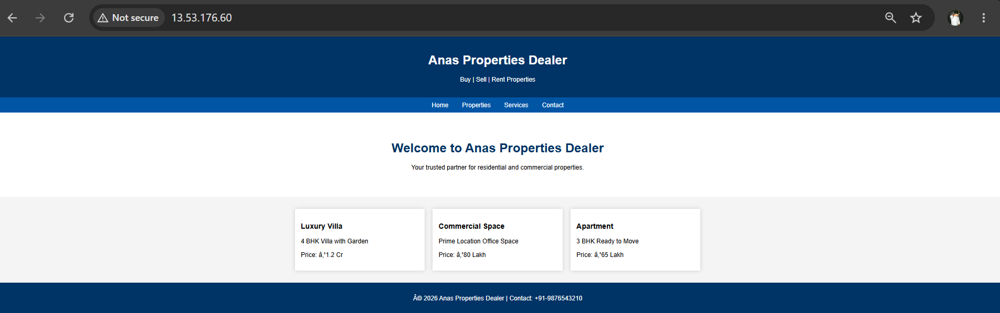 Not secure 13.53.176.60
Anas Properties Dealer
Buy | Sell | Rent Properties
Home Properties Services Contact
Welcome to Anas Properties Dealer
Your trusted partner for residential and commercial properties.
Luxury Villa
4 BHK Villa with Garden
Price: â‚¹1.2 Cr
Commercial Space
Prime Location Office Space
Price: â‚¹80 Lakh
Apartment
3 BHK Ready to Move
Price: â‚¹65 Lakh
Â© 2026 Anas Properties Dealer | Contact: +91-9876543210